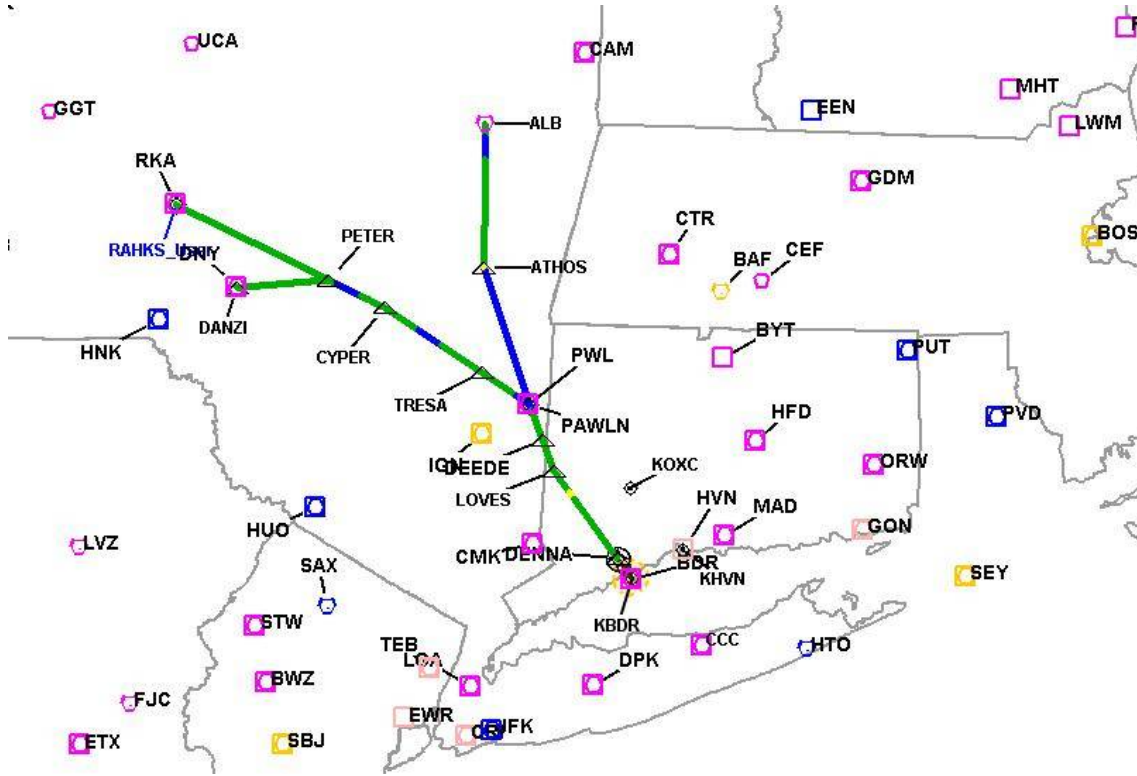 UCA
CAM
MHT
GGT
ALB
EEN
LWM
RKA
GDM
CTR
BOS
PETER
RAHKS_U
DNY
ATHOS
BAF
CEF
DANZI
HNK
CYPER
BYT
PUT
PWL
TRESA
PAWLN
HFD
PVD
IGN
DEEDE
KOXC
ORW
LOVES
HVN
MAD
HUO
GON
LVZ
CMK
DENNA
BDR
SAX
KHVN
SEY
STW
KBDR
TEB
LGA
CCC
HTO
BWZ
DPK
FJC
EWR
JFK
ETX
SBJ